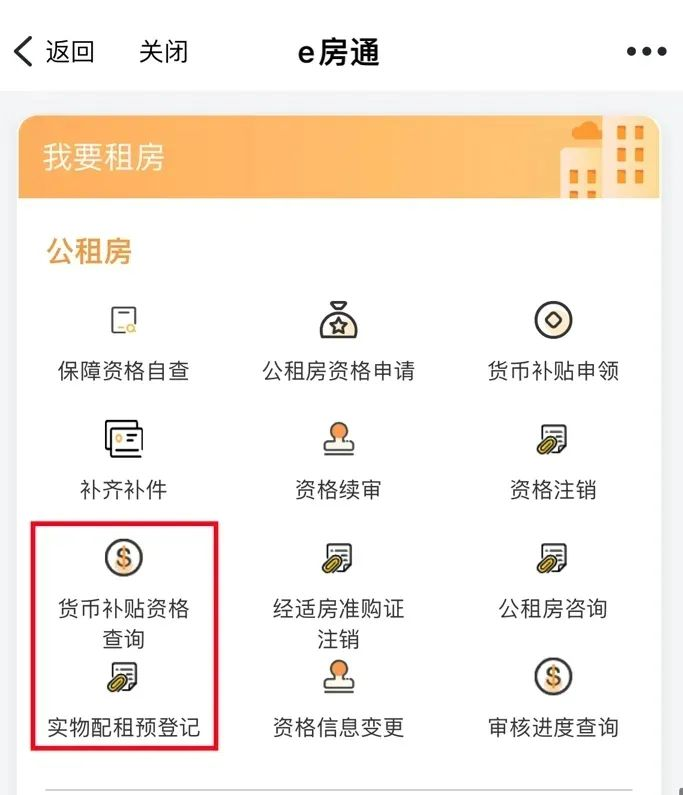 返回 关闭 e房通
我要租房
公租房
保障资格自查 公租房资格申请 货币补贴申领
补齐补件 资格续审 资格注销
货币补贴资格 经适房准购证 公租房咨询
查询 注销
实物配租预登记 资格信息变更 审核进度查询